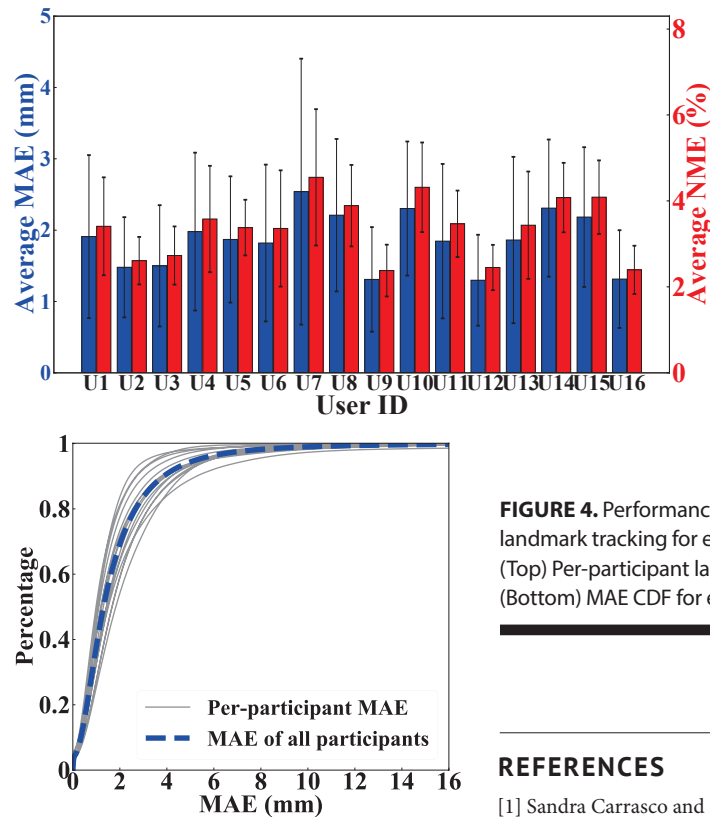 5
4
3
2
1
0
Average MAE (mm)
8
6
4
2
0
Average NME (%)
U1 U2 U3 U4 U5 U6 U7 U8 U9 U10 U11 U12 U13 U14 U15 U16
User ID
1
0.8
0.6
0.4
0.2
0
Percentage
Per-participant MAE
MAE of all participants
0 2 4 6 8 10 12 14 16
MAE (mm)
FIGURE 4. Performanc
landmark tracking for e
(Top) Per-participant la
(Bottom) MAE CDF for e
REFERENCES
[1] Sandra Carrasco and